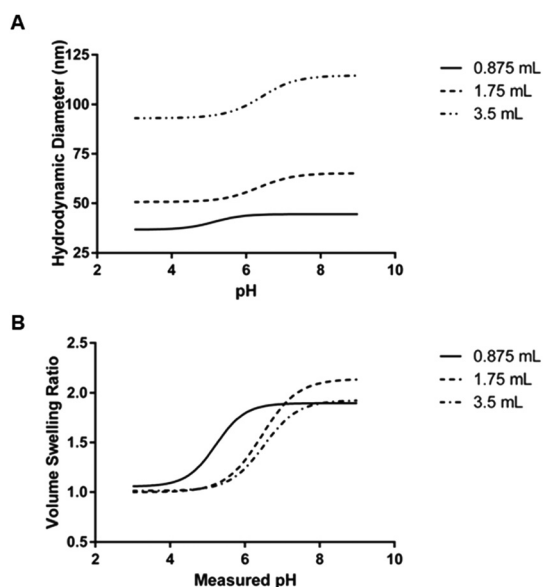 A
Hydrodynamic Diameter (nm)
125
100
75
50
25
2
4
6
8
10
pH
0.875 mL
1.75 mL
3.5 mL
B
Volume Swelling Ratio
2.5
2.0
1.5
1.0
0.5
2
4
6
8
10
Measured pH
0.875 mL
1.75 mL
3.5 mL